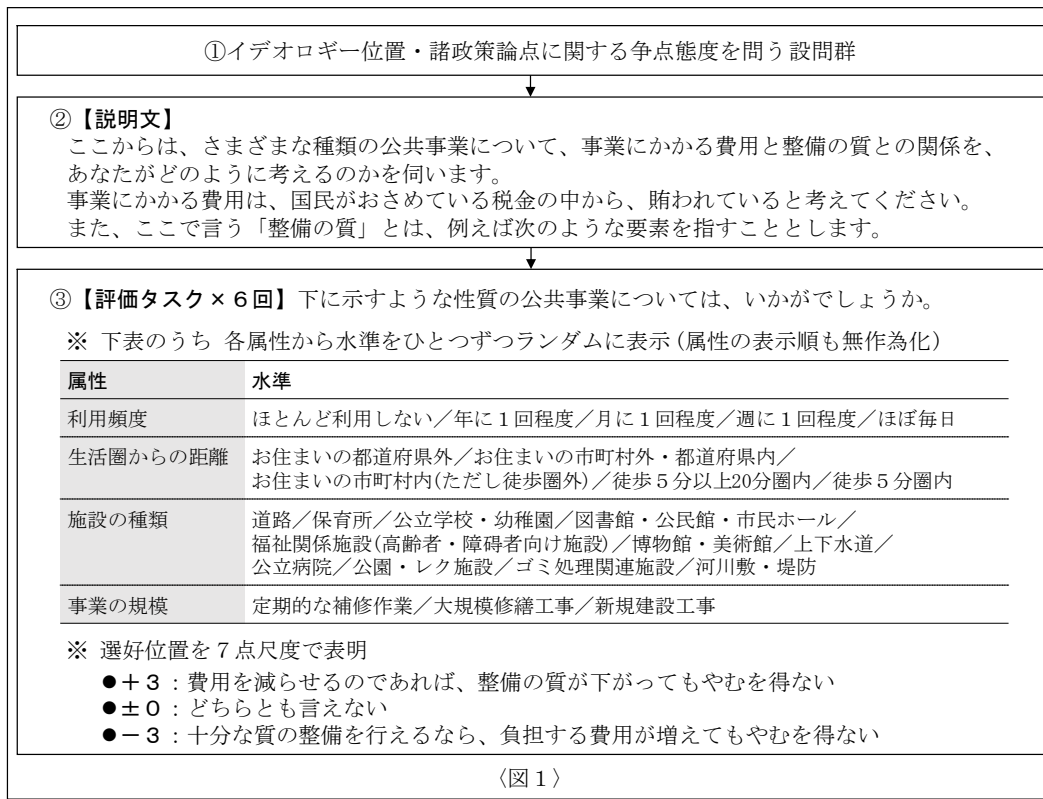 ①イデオロギー位置・諸政策論点に関する争点態度を問う設問群
②【説明文】
ここからは、さまざまな種類の公共事業について、事業にかかる費用と整備の質との関係を、
あなたがどのように考えるのかを伺います。
事業にかかる費用は、国民がおさめている税金の中から、賄われていると考えてください。
また、ここで言う「整備の質」とは、例えば次のような要素を指すこととします。
③【評価タスク×6回】下に示すような性質の公共事業については、いかがでしょうか。
※ 下表のうち 各属性から水準をひとつずつランダムに表示(属性の表示順も無作為化)
属性 水準
利用頻度 ほとんど利用しない／年に1回程度／月に1回程度／週に1回程度／ほぼ毎日
生活圏からの距離 お住まいの都道府県外／お住まいの市町村外・都道府県内／
お住まいの市町村内(ただし徒歩圏外)／徒歩5分以上20分圏内／徒歩5分圏内
施設の種類 道路／保育所／公立学校・幼稚園／図書館・公民館・市民ホール／
福祉関係施設(高齢者・障碍者向け施設)／博物館・美術館／上下水道／
公立病院／公園・レク施設／ゴミ処理関連施設／河川敷・堤防
事業の規模 定期的な補修作業／大規模修繕工事／新規建設工事
※ 選好位置を7点尺度で表明
●＋3：費用を減らせるのであれば、整備の質が下がってもやむを得ない
●±0：どちらとも言えない
●－3：十分な質の整備を行えるなら、負担する費用が増えてもやむを得ない
〈図1〉